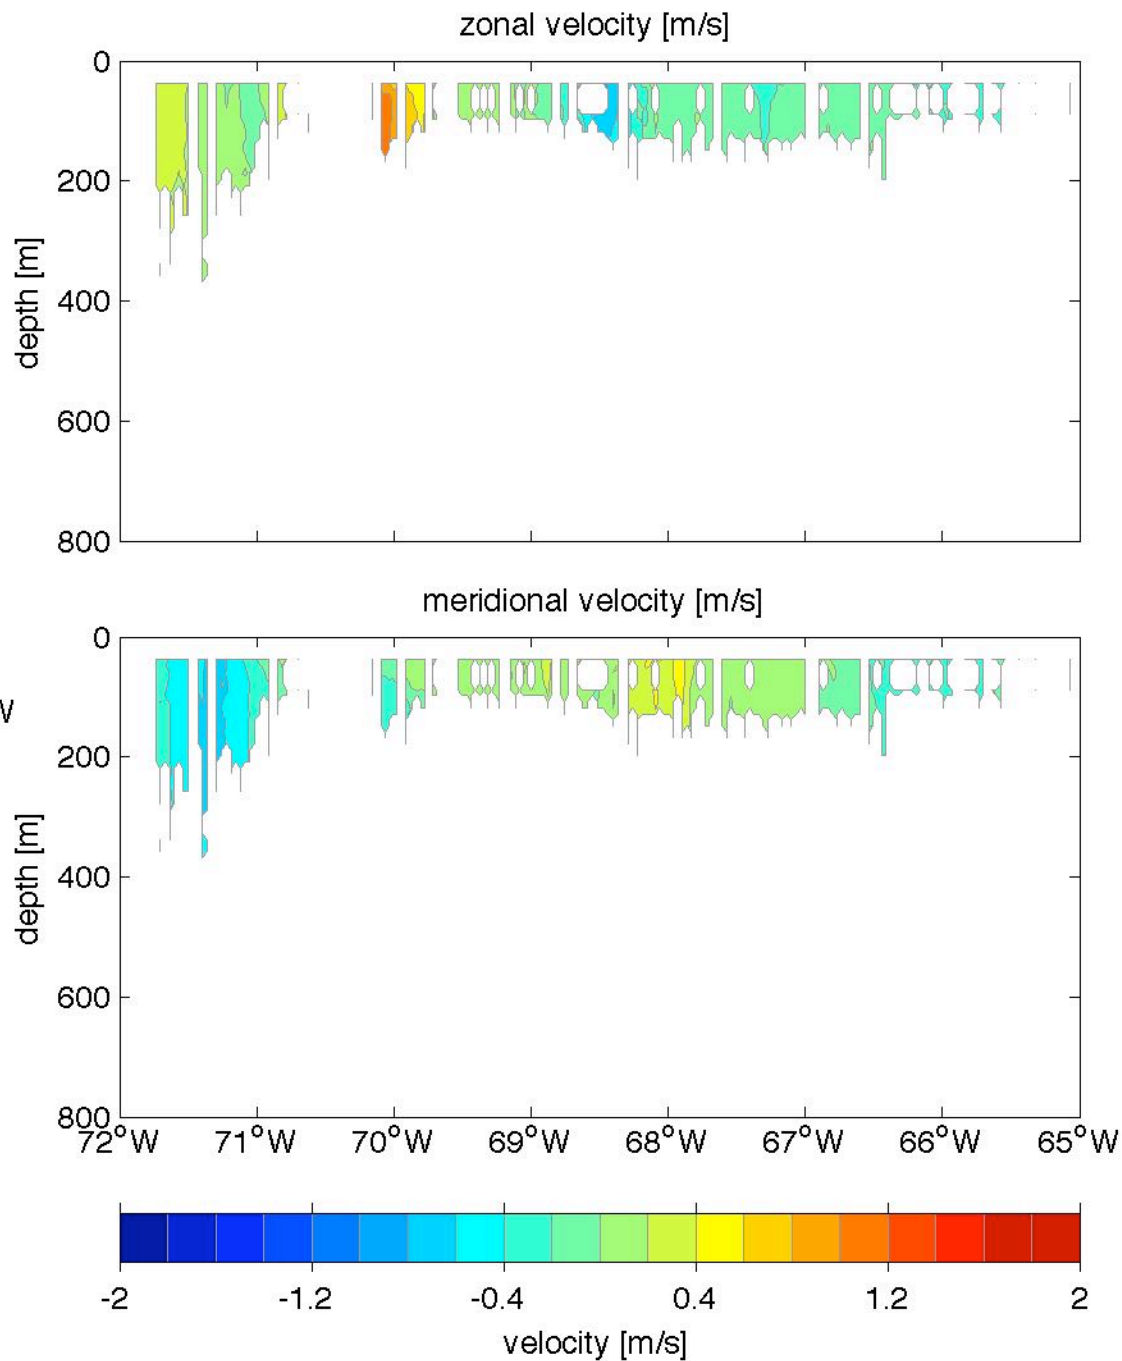 zonal velocity [m/s]
0
200
400
600
800
depth [m]
meridional velocity [m/s]
0
200
400
600
800
depth [m]
W
72°W 71°W 70°W 69°W 68°W 67°W 66°W 65°W
-2 -1.2 -0.4 0.4 1.2 2
velocity [m/s]